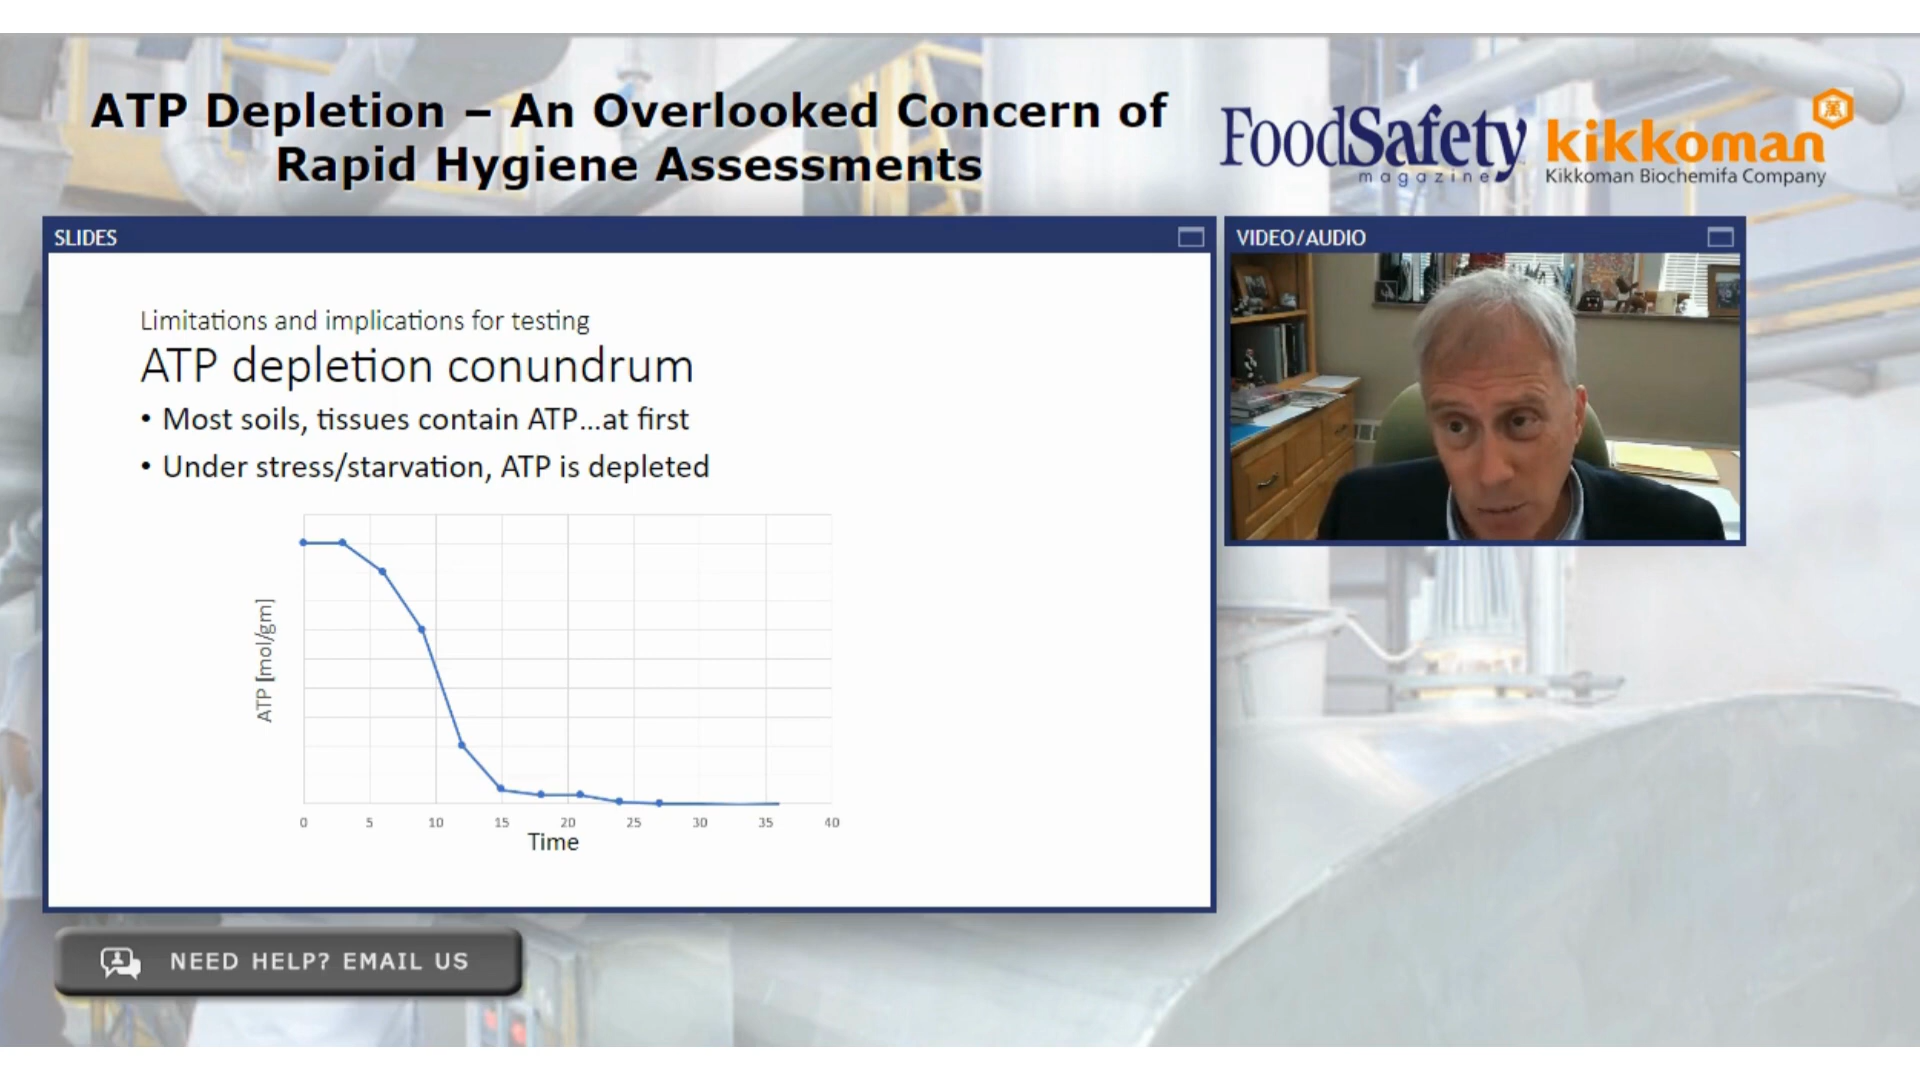 ATP Depletion – An Overlooked Concern of
Rapid Hygiene Assessments
FoodSafety
magazine
kikkoman
Kikkoman Biochemifa Company
SLIDES
VIDEO/AUDIO
Limitations and implications for testing
ATP depletion conundrum
• Most soils, tissues contain ATP...at first
• Under stress/starvation, ATP is depleted
ATP [mol/gm]
0 5 10 15 20 25 30 35 40
Time
NEED HELP? EMAIL US